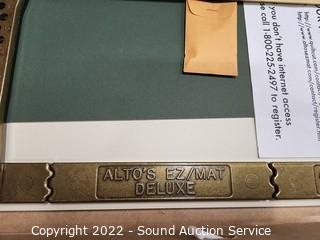 you don't have internet
access
call 1-800-225-2497 to
register.
ALTO'S EZ/MAT
DELUXE
Copyright 2022 - Sound Auction Service